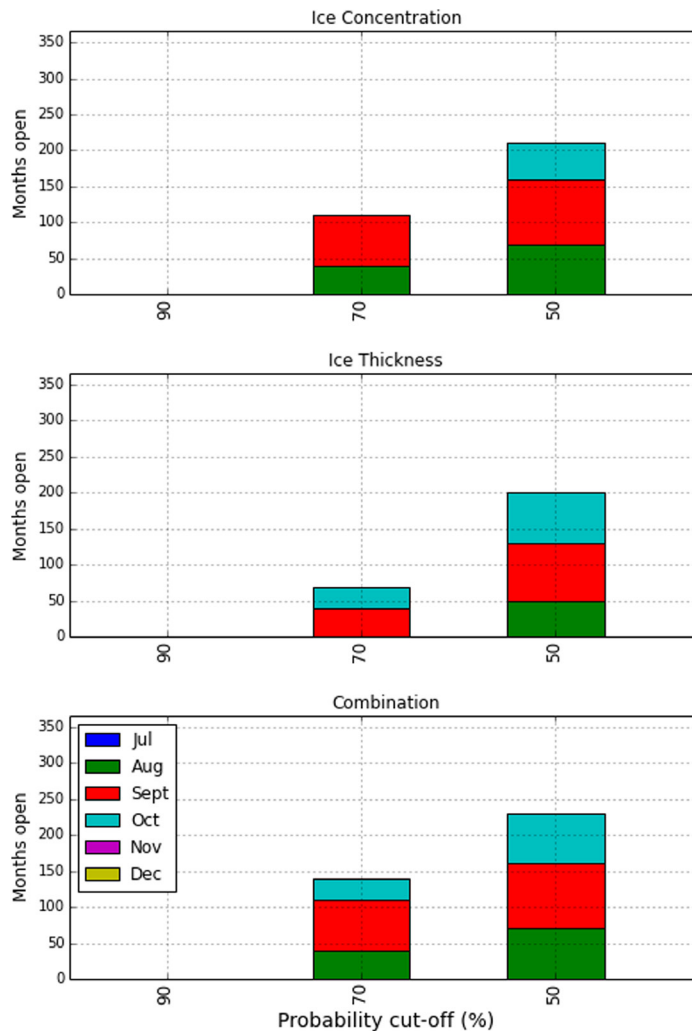 Ice Concentration
350
300
250
200
150
100
50
0
Months open
90 70 50
Ice Thickness
350
300
250
200
150
100
50
0
Months open
90 70 50
Combination
350
300
250
200
150
100
50
0
Months open
Jul
Aug
Sept
Oct
Nov
Dec
90 70 50
Probability cut-off (%)